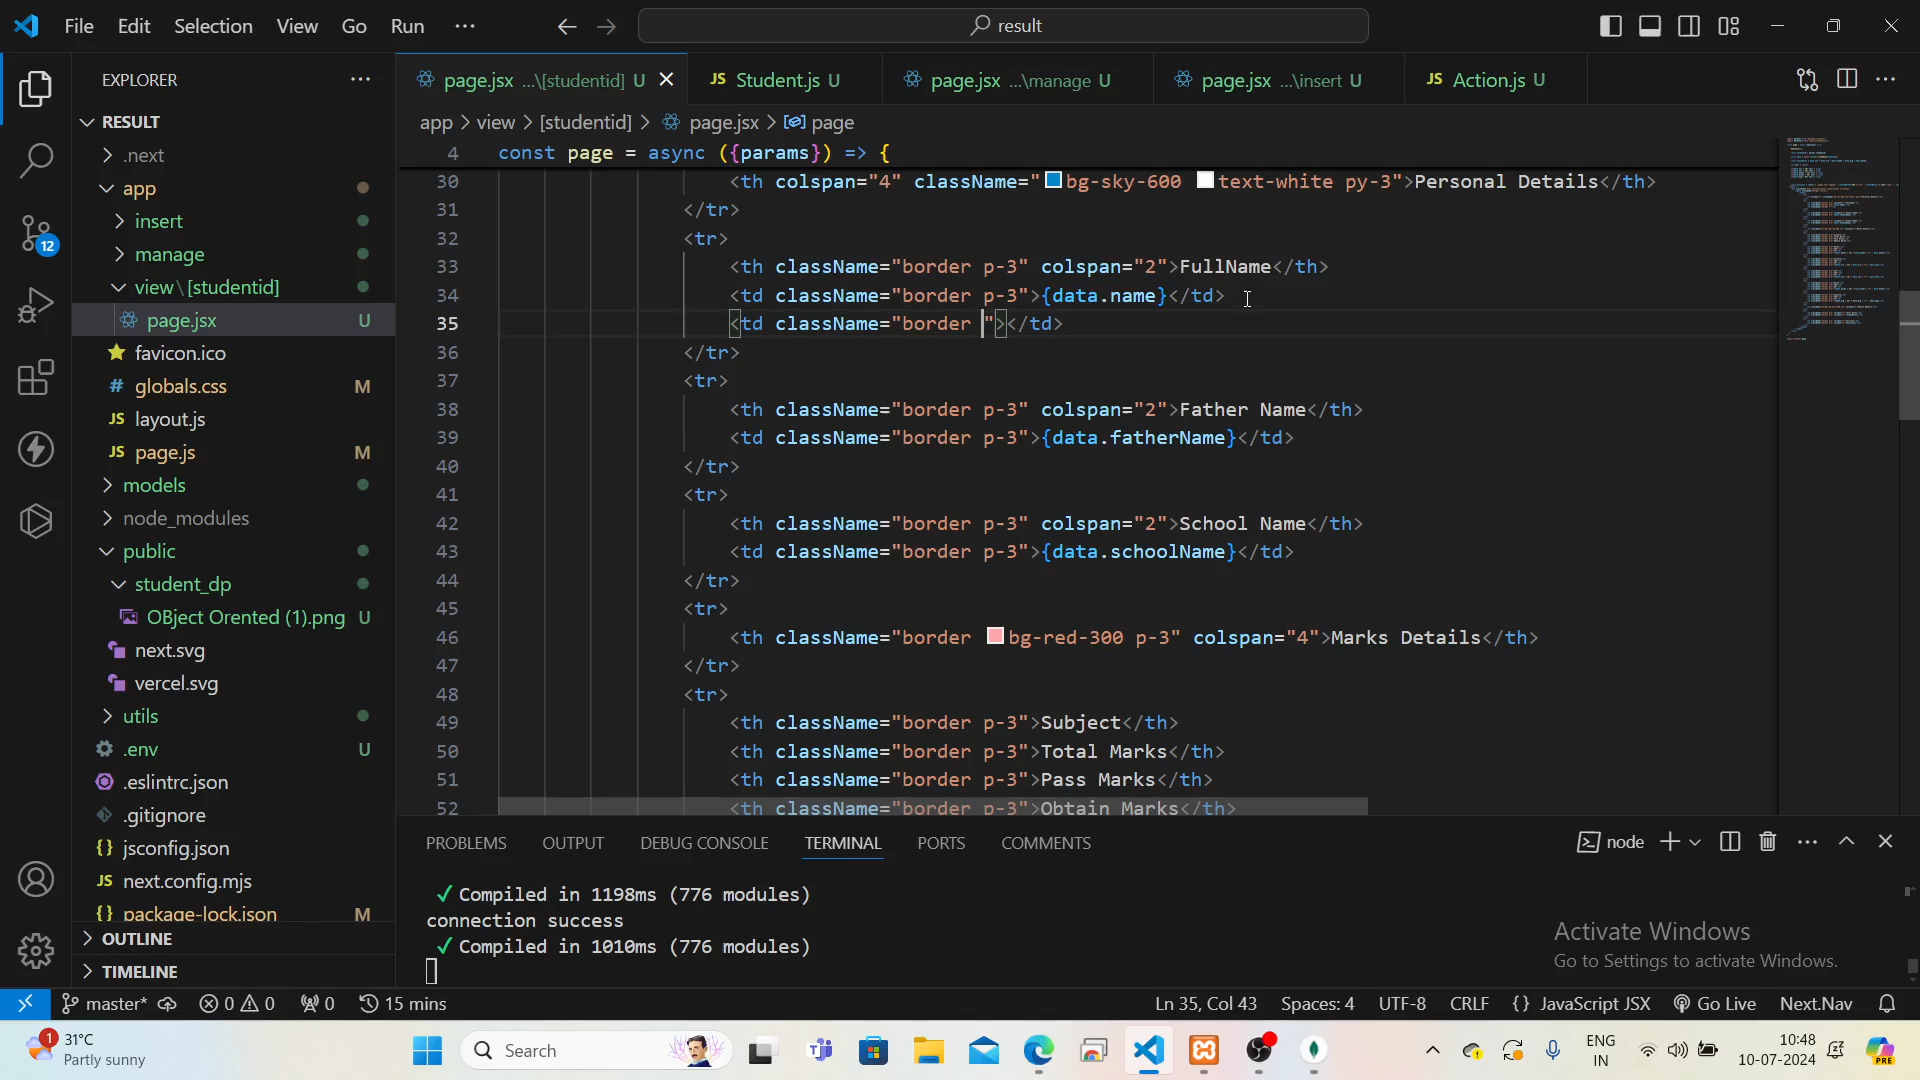 File Edit Selection View Go Run ··· result
EXPLORER ···
RESULT
.next
app
insert
manage
view\[studentid]
page.jsx U
favicon.ico
globals.css M
layout.js
page.js M
models
node_modules
public
student_dp
OBject Orented (1).png U
next.svg
vercel.svg
utils
.env U
.eslintrc.json
.gitignore
jsconfig.json
next.config.mjs
package-lock.json M
OUTLINE
TIMELINE
12
page.jsx ...\[studentid] U Student.js U page.jsx ...\manage U page.jsx ...\insert U Action.js U
app > view > [studentid] > page.jsx > page
4 const page = async ({params}) => {
30 <th colspan="4" className="bg-sky-600 text-white py-3">Personal Details</th>
31 </tr>
32 <tr>
33 <th className="border p-3" colspan="2">FullName</th>
34 <td className="border p-3">{data.name}</td>
35 <td className="border "></td>
36 </tr>
37 <tr>
38 <th className="border p-3" colspan="2">Father Name</th>
39 <td className="border p-3">{data.fatherName}</td>
40 </tr>
41 <tr>
42 <th className="border p-3" colspan="2">School Name</th>
43 <td className="border p-3">{data.schoolName}</td>
44 </tr>
45 <tr>
46 <th className="border bg-red-300 p-3" colspan="4">Marks Details</th>
47 </tr>
48 <tr>
49 <th className="border p-3">Subject</th>
50 <th className="border p-3">Total Marks</th>
51 <th className="border p-3">Pass Marks</th>
52 <th className="border p-3">Obtain Marks</th>
PROBLEMS OUTPUT DEBUG CONSOLE TERMINAL PORTS COMMENTS node
✓ Compiled in 1198ms (776 modules)
connection success
✓ Compiled in 1010ms (776 modules)
Activate Windows
Go to Settings to activate Windows.
master* 0 0 0 15 mins Ln 35, Col 43 Spaces: 4 UTF-8 CRLF {} JavaScript JSX Go Live Next.Nav
1 31°C
Partly sunny
Search
ENG
IN
10:48
10-07-2024
PRE